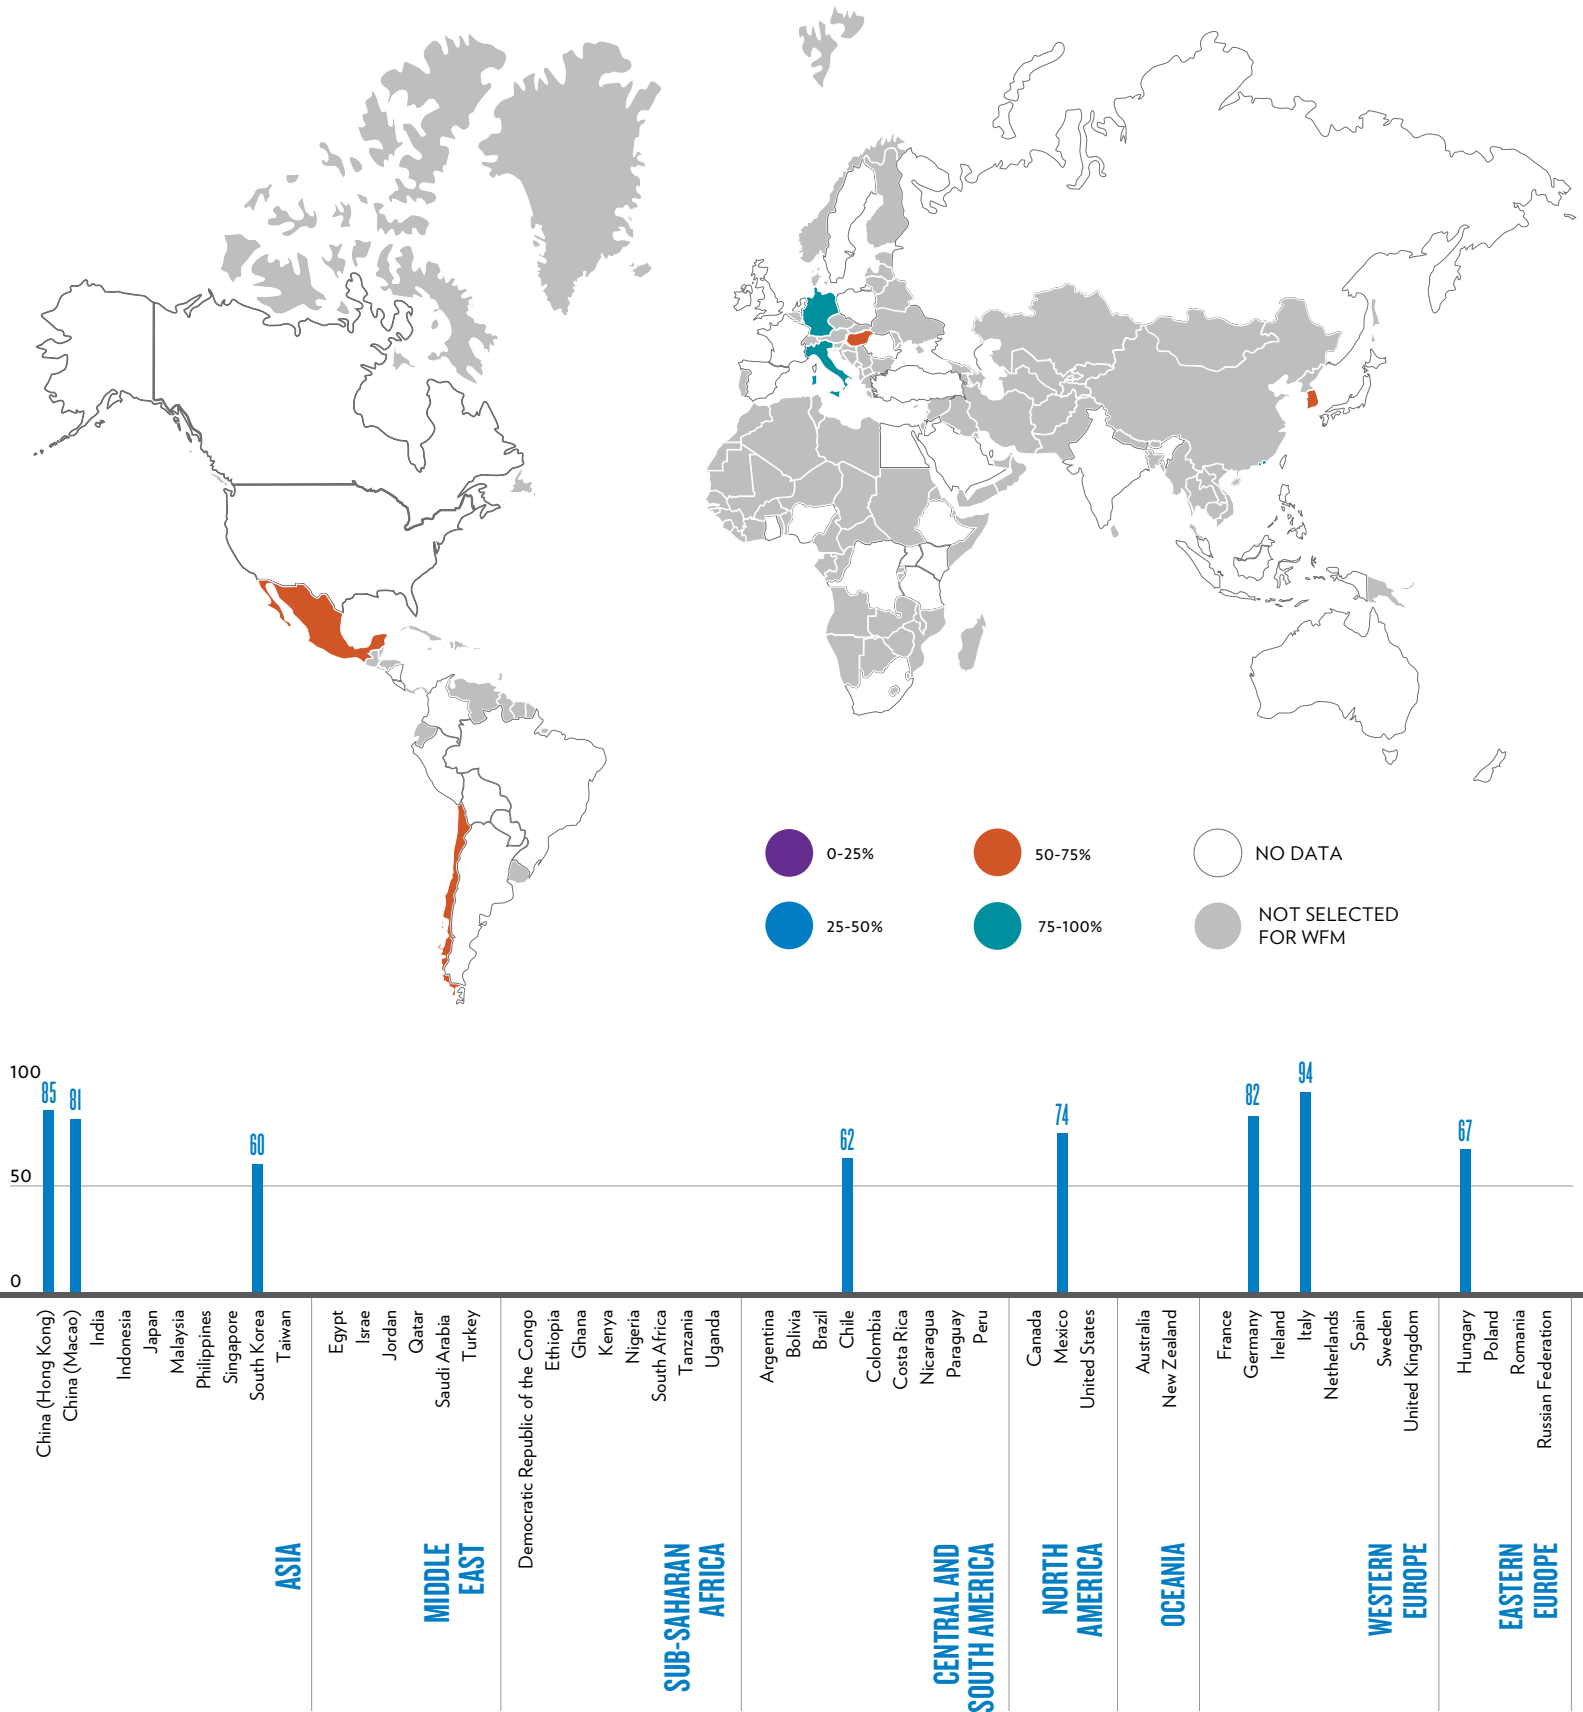 0-25%
50-75%
NO DATA
25-50%
75-100%
NOT SELECTED
FOR WFM
100
50
0
85
81
60
62
74
82
94
67
China (Hong Kong)
China (Macao)
India
Indonesia
Japan
Malaysia
Philippines
Singapore
South Korea
Taiwan
Egypt
Israe
Jordan
Qatar
Saudi Arabia
Turkey
Democratic Republic of the Congo
Ethiopia
Ghana
Kenya
Nigeria
South Africa
Tanzania
Uganda
Argentina
Bolivia
Brazil
Chile
Colombia
Costa Rica
Nicaragua
Paraguay
Peru
Canada
Mexico
United States
Australia
New Zealand
France
Germany
Ireland
Italy
Netherlands
Spain
Sweden
United Kingdom
Hungary
Poland
Romania
Russian Federation
ASIA
MIDDLE
EAST
SUB-SAHARAN
AFRICA
CENTRAL AND
SOUTH AMERICA
NORTH
AMERICA
OCEANIA
WESTERN
EUROPE
EASTERN
EUROPE